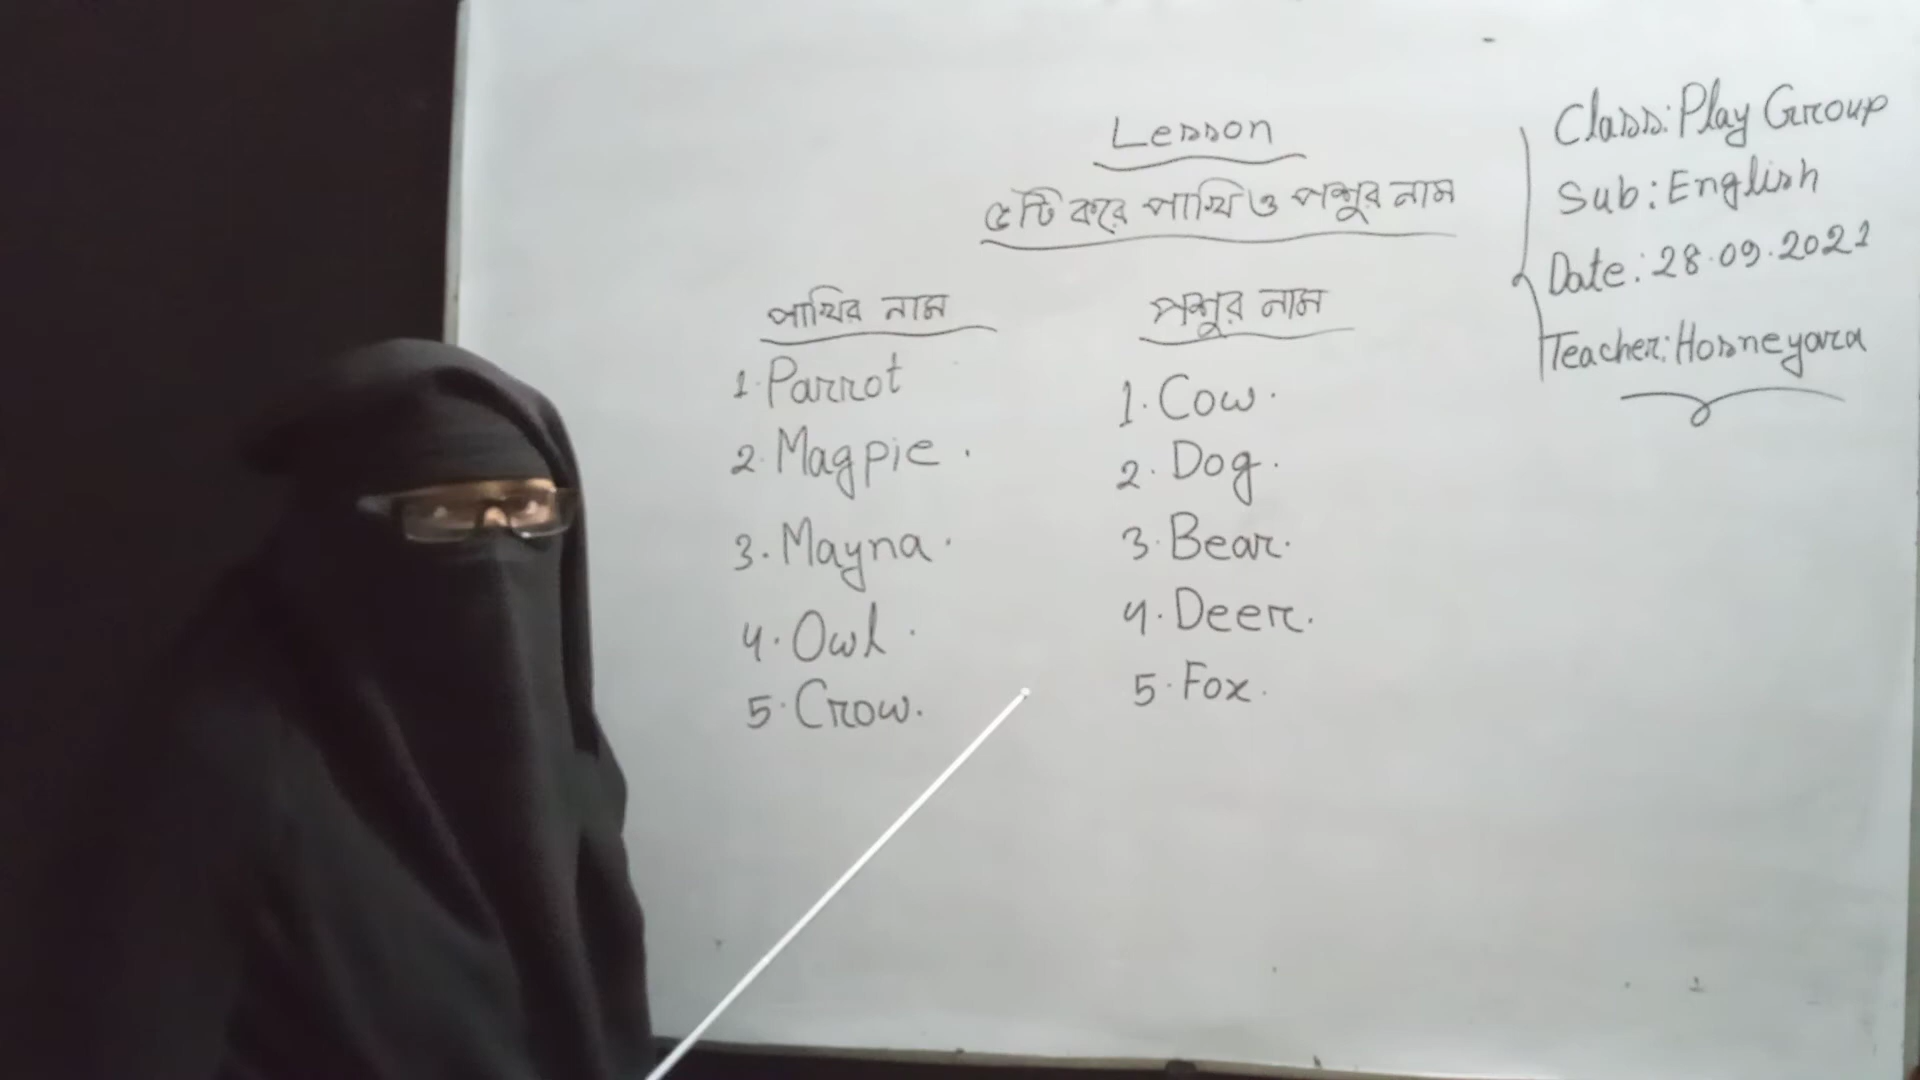 Lesson
৫টি করে পাখি ও পশুর নাম
Class: Play Group
Sub: English
Date: 28.09.2021
Teacher: Hosneyara
পাখির নাম
1. Parrot
2. Magpie.
3. Mayna.
4. Owl.
5. Crow.
পশুর নাম
1. Cow.
2. Dog.
3. Bear.
4. Deer.
5. Fox.